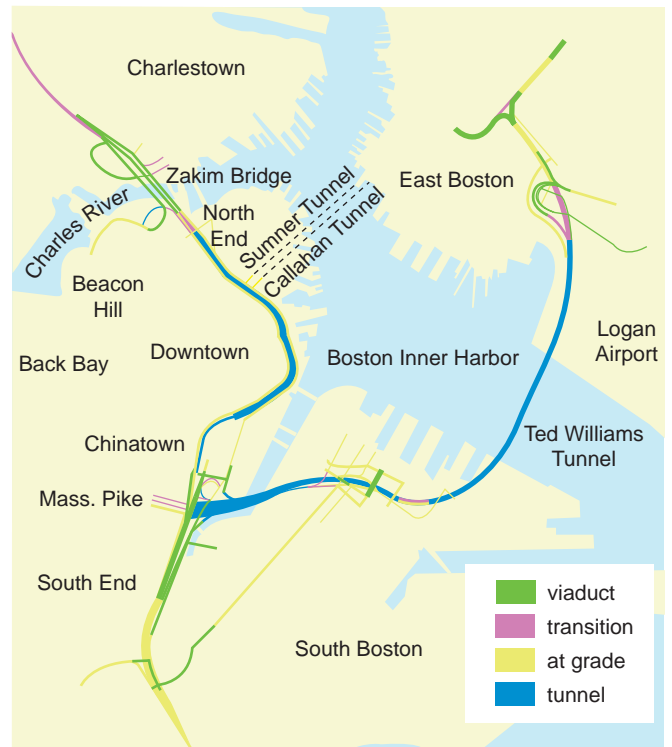 Charlestown
Zakim Bridge
Charles River
North
End
Sumner Tunnel
Callahan Tunnel
East Boston
Beacon
Hill
Back Bay
Downtown
Boston Inner Harbor
Logan
Airport
Chinatown
Ted Williams
Tunnel
Mass. Pike
South End
South Boston
viaduct
transition
at grade
tunnel